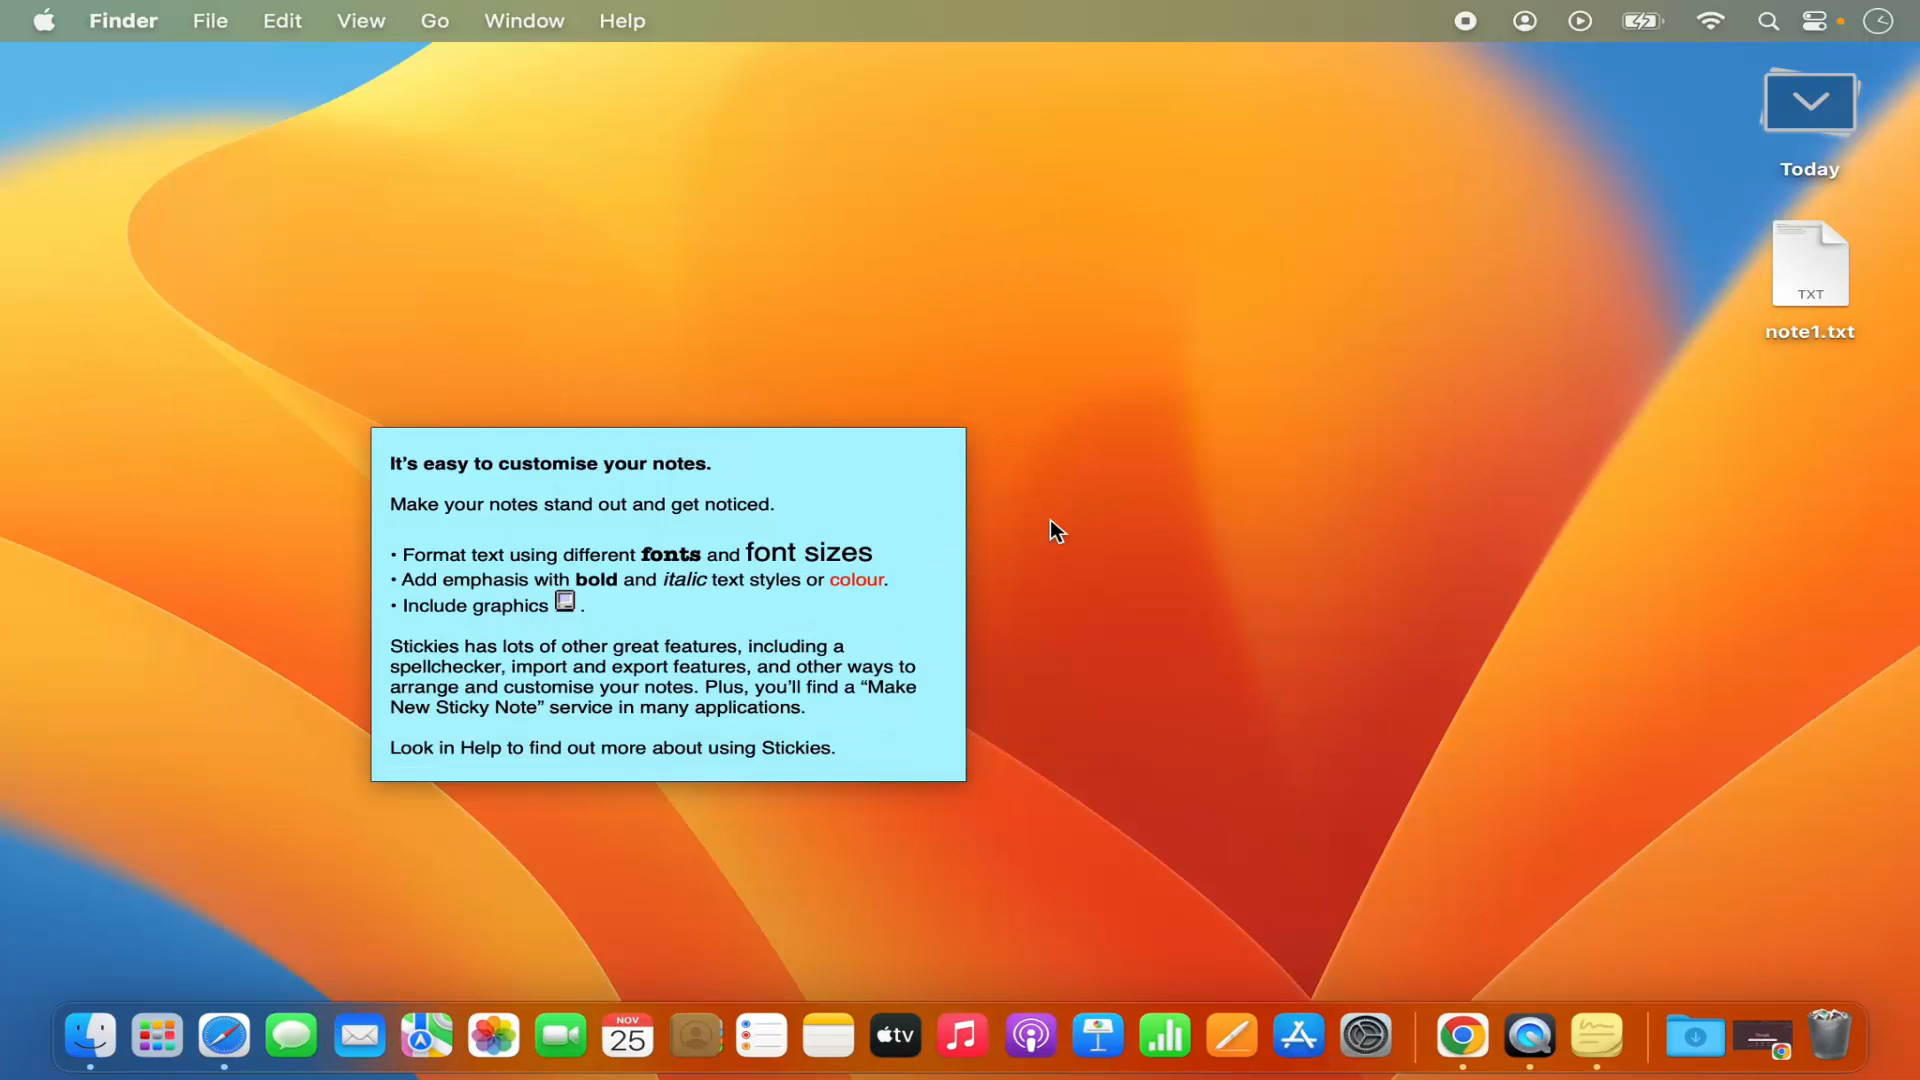 Finder File Edit View Go Window Help
Today
TXT
note1.txt
It’s easy to customise your notes.
Make your notes stand out and get noticed.
• Format text using different fonts and font sizes
• Add emphasis with bold and italic text styles or colour.
• Include graphics .
Stickies has lots of other great features, including a
spellchecker, import and export features, and other ways to
arrange and customise your notes. Plus, you’ll find a “Make
New Sticky Note” service in many applications.
Look in Help to find out more about using Stickies.
NOV
25
tv